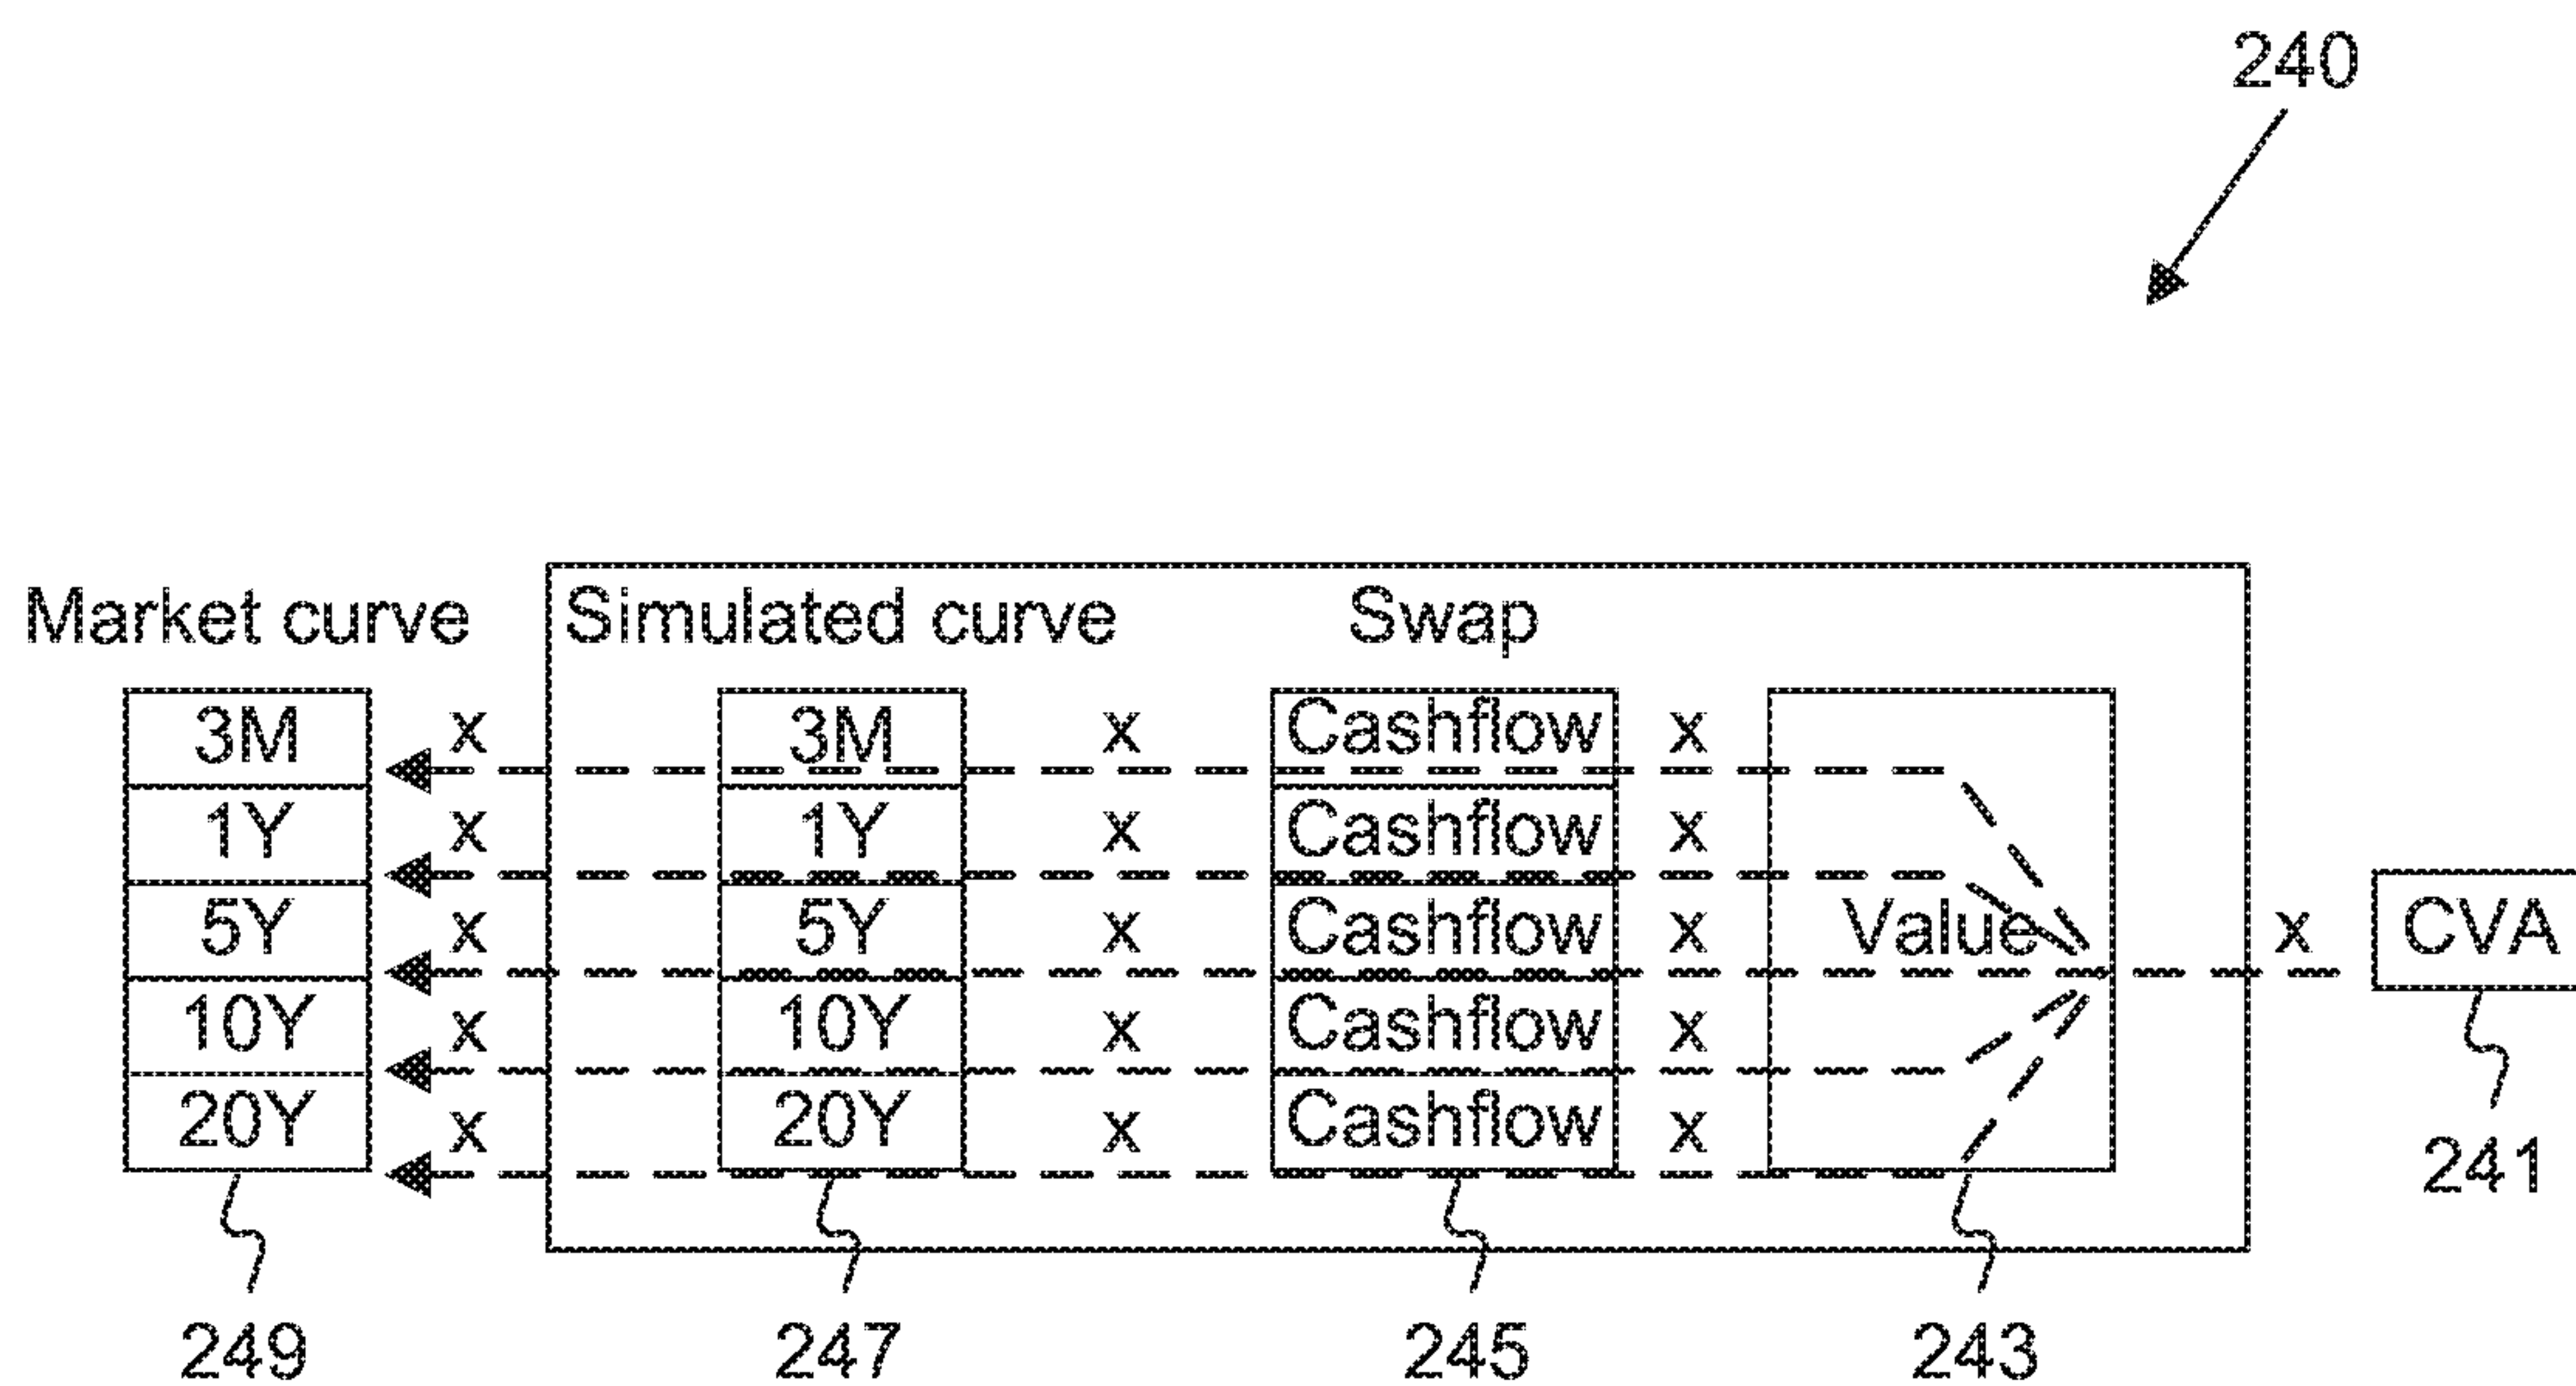 240
Market curve Simulated curve Swap
3M x 3M x Cashflow x
1Y x 1Y x Cashflow x
5Y x 5Y x Cashflow x Value x CVA
10Y x 10Y x Cashflow x
20Y x 20Y x Cashflow x
241
249 247 245 243